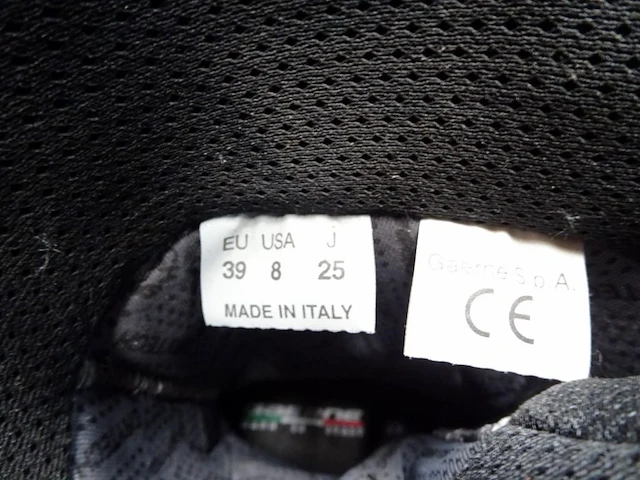 EU USA J
39 8 25
MADE IN ITALY
Gaerne S.p.A.
CE